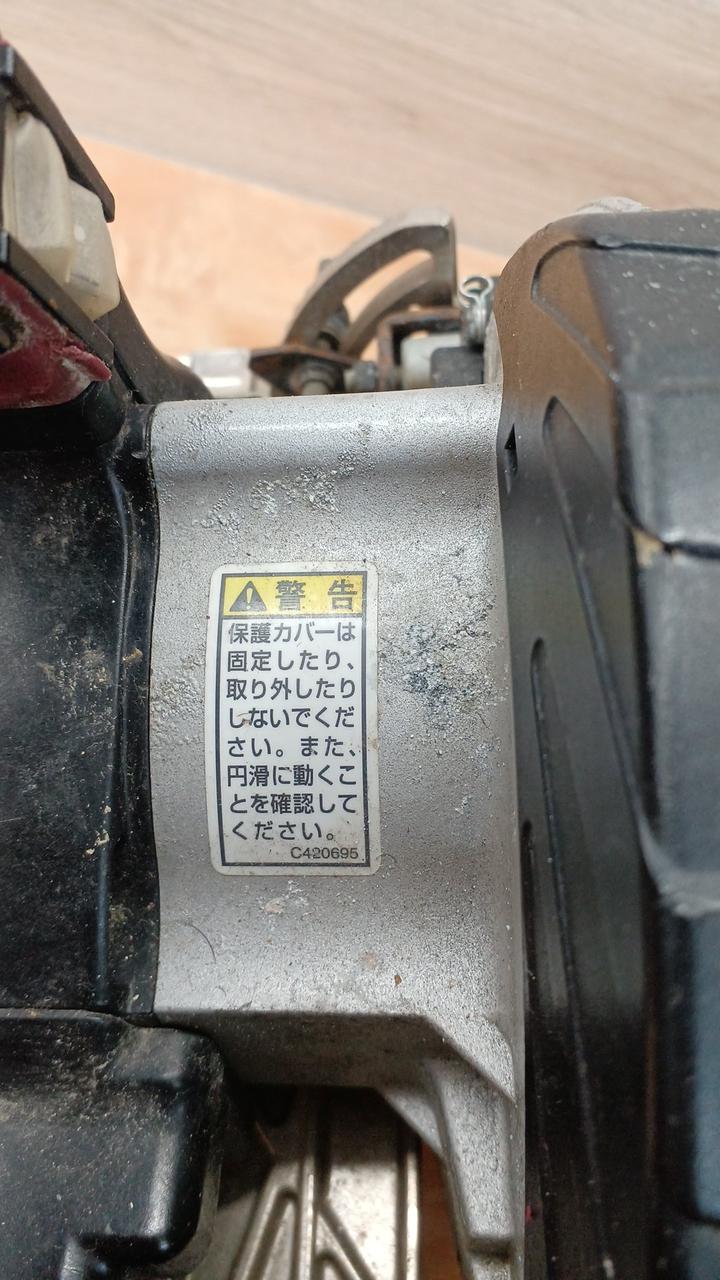 警告
保護カバーは
固定したり、
取り外したり
しないでくだ
さい。また、
円滑に動くこ
とを確認して
ください。
C420695